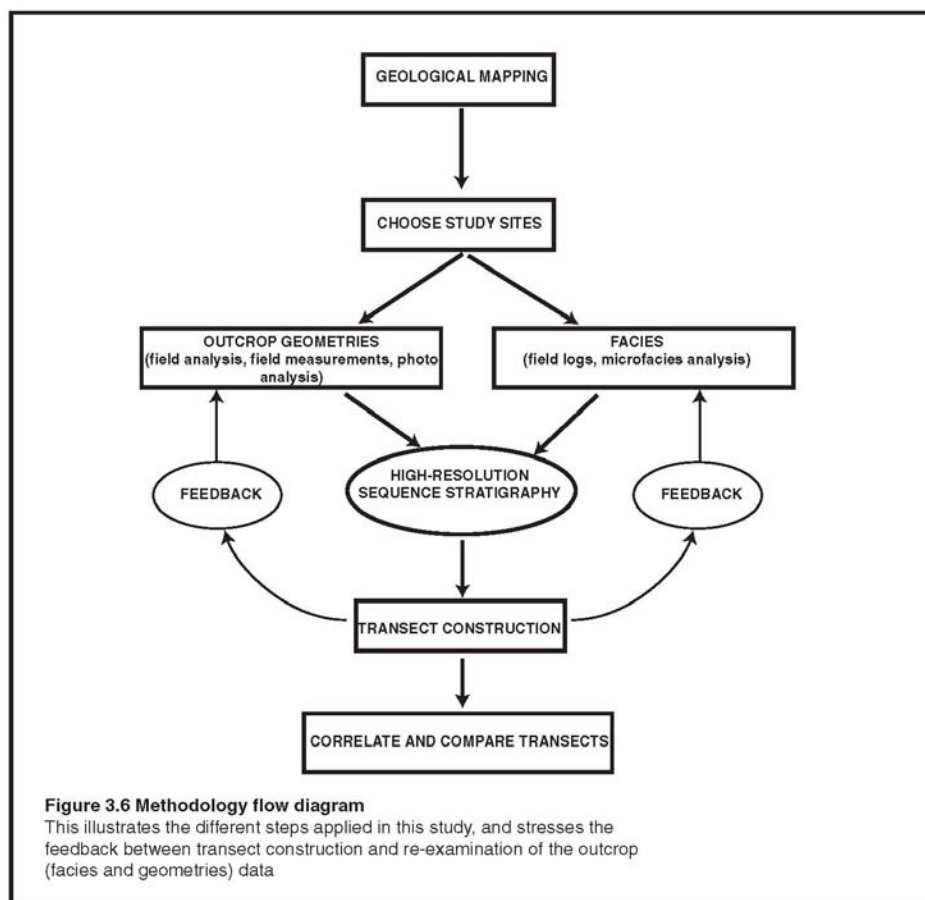 GEOLOGICAL MAPPING
CHOOSE STUDY SITES
OUTCROP GEOMETRIES
(field analysis, field measurements, photo
analysis)
FACIES
(field logs, microfacies analysis)
FEEDBACK
HIGH-RESOLUTION
SEQUENCE STRATIGRAPHY
FEEDBACK
TRANSECT CONSTRUCTION
CORRELATE AND COMPARE TRANSECTS
Figure 3.6 Methodology flow diagram
This illustrates the different steps applied in this study, and stresses the
feedback between transect construction and re-examination of the outcrop
(facies and geometries) data